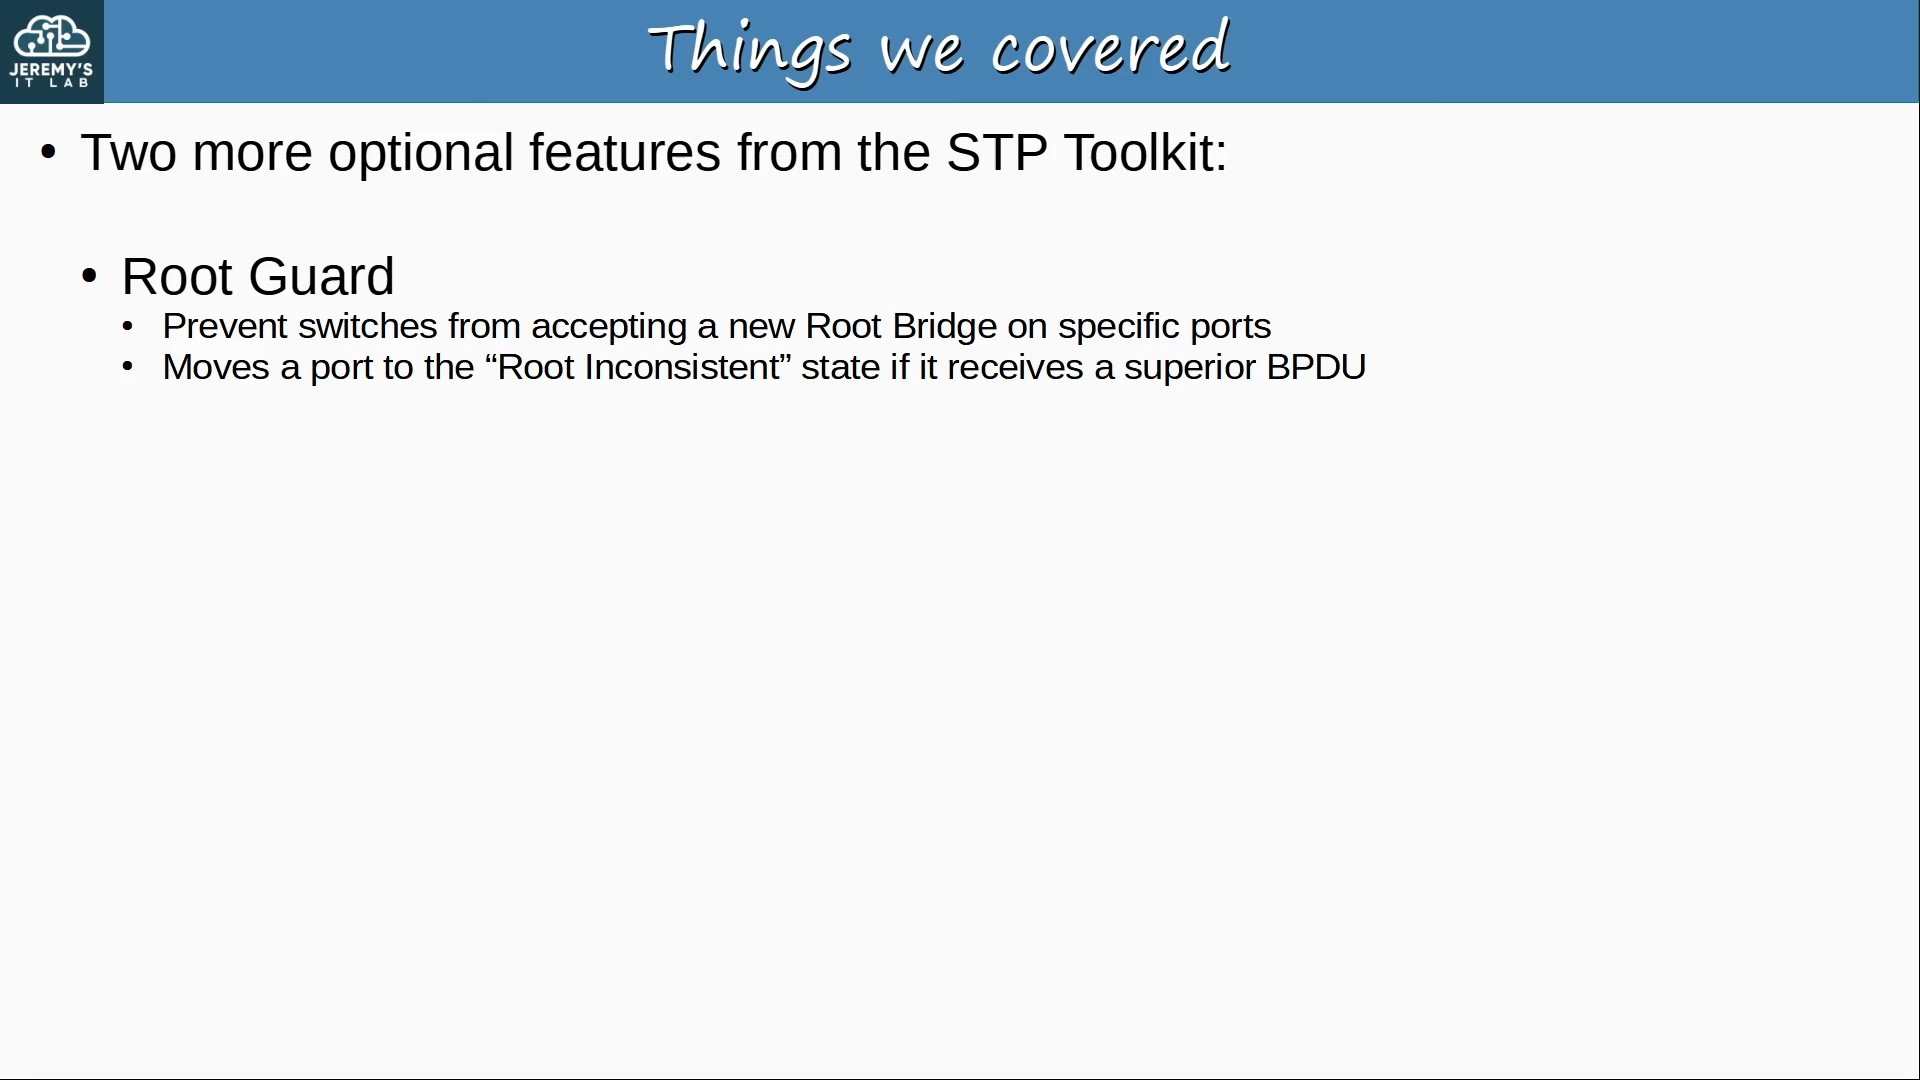 JEREMY'S
IT LAB
Things we covered
• Two more optional features from the STP Toolkit:
• Root Guard
• Prevent switches from accepting a new Root Bridge on specific ports
• Moves a port to the “Root Inconsistent” state if it receives a superior BPDU